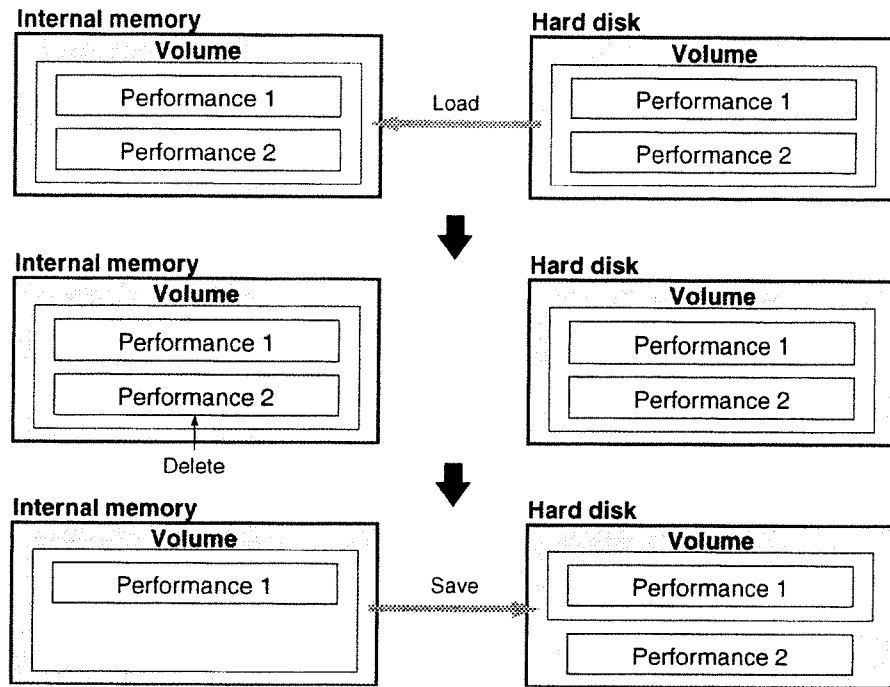 Internal memory
Volume
Performance 1
Performance 2
Load
Hard disk
Volume
Performance 1
Performance 2
Internal memory
Volume
Performance 1
Performance 2
Delete
Hard disk
Volume
Performance 1
Performance 2
Internal memory
Volume
Performance 1
Save
Hard disk
Volume
Performance 1
Performance 2